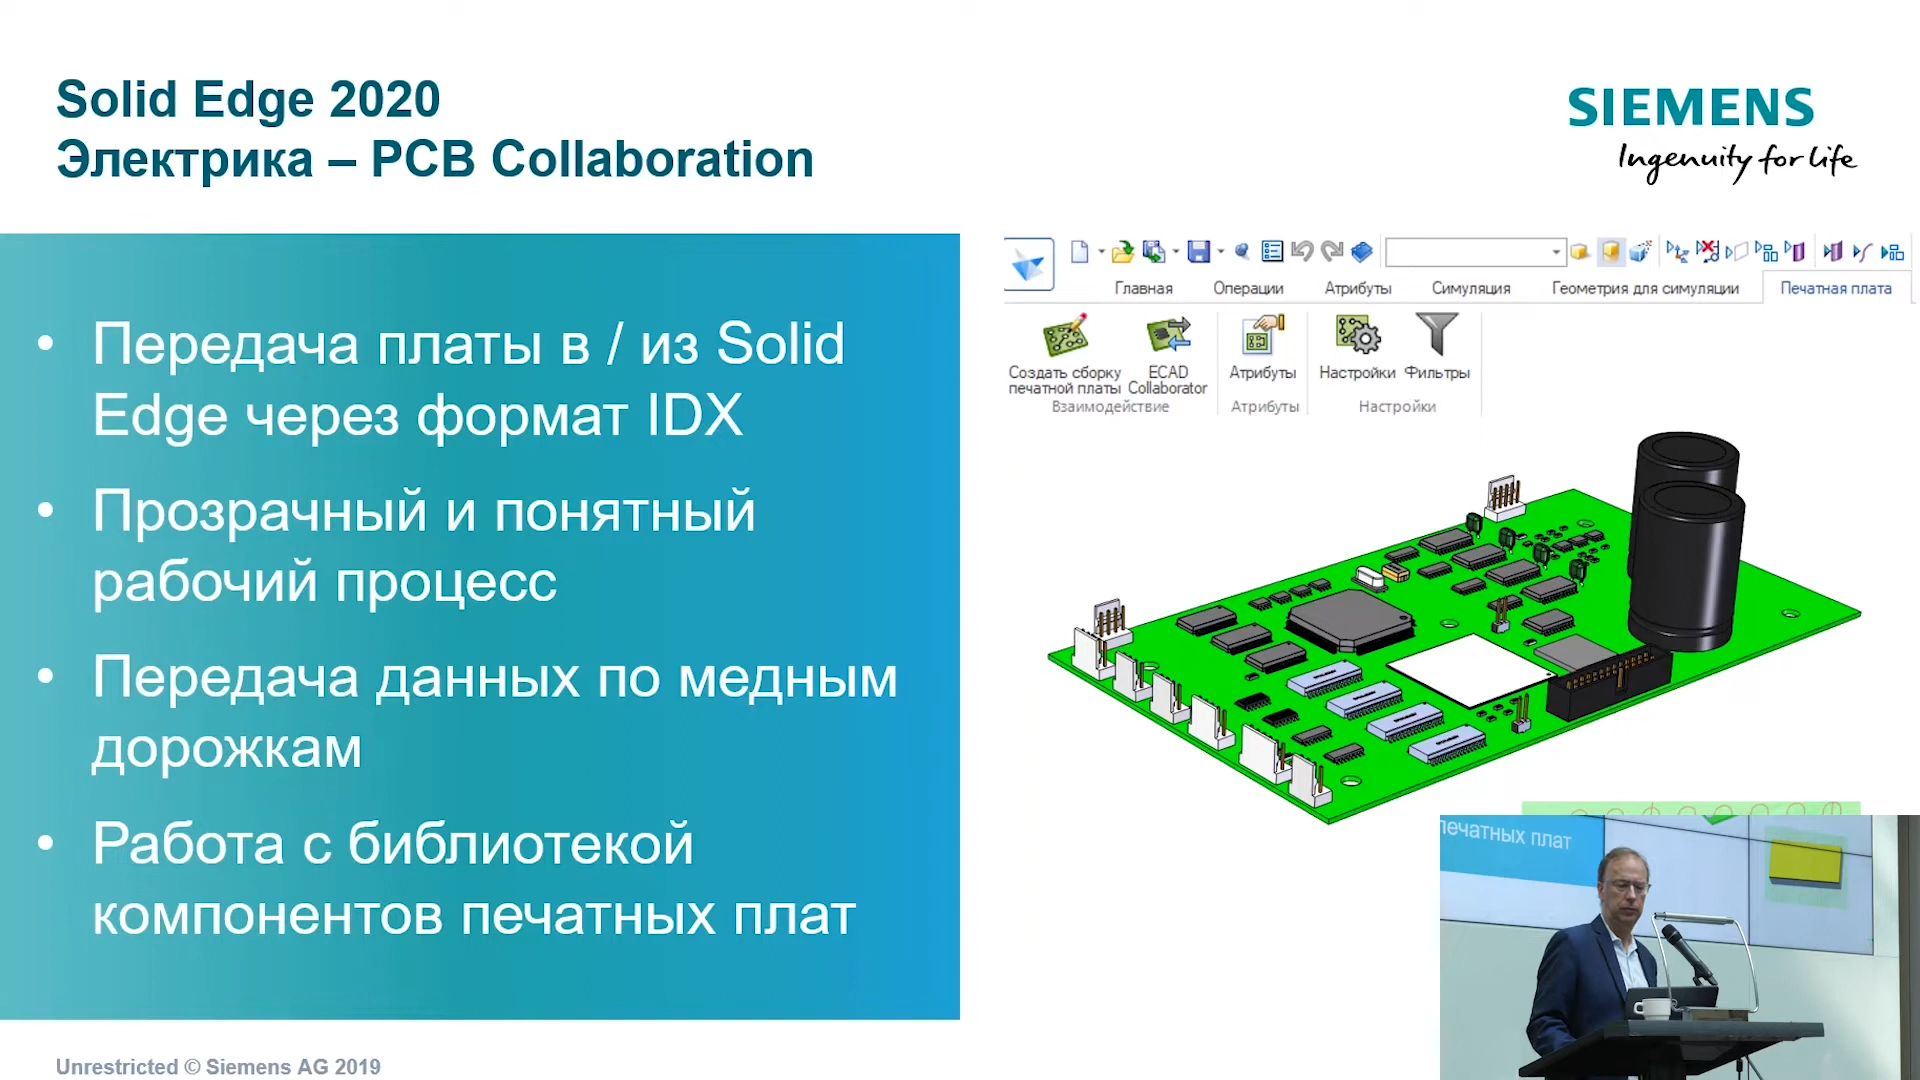 Solid Edge 2020
Электрика – PCB Collaboration
SIEMENS
Ingenuity for life
Передача платы в / из Solid
Edge через формат IDX
Прозрачный и понятный
рабочий процесс
Передача данных по медным
дорожкам
Работа с библиотекой
компонентов печатных плат
Главная Операции Атрибуты Симуляция Геометрия для симуляции Печатная плата
Создать сборку
печатной платы
ECAD
Collaborator
Атрибуты
Настройки
Фильтры
Взаимодействие Атрибуты Настройки
печатных плат
Unrestricted © Siemens AG 2019